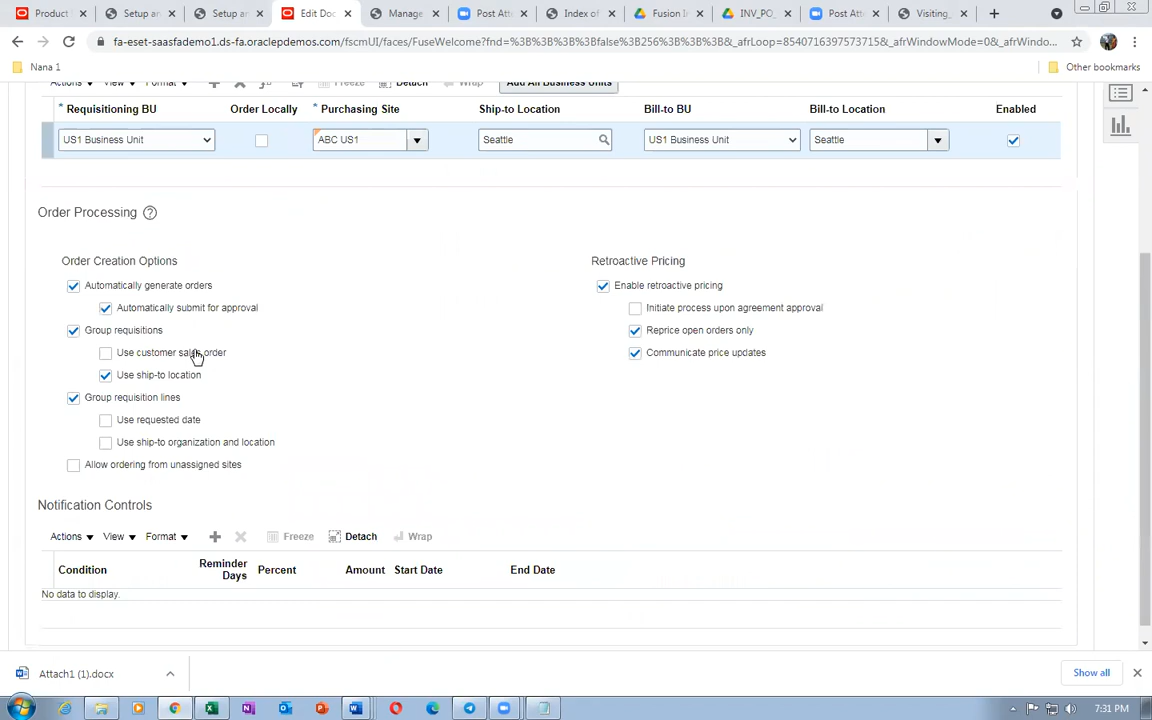 Product
Setup an
Setup an
Edit Doc
Manage
Post Att
Index of
Fusion In
INV_PO_
Post Att
Visiting_
fa-eset-saasfademo1.ds-fa.oraclepdemos.com/fscmUI/faces/FuseWelcome?fnd=%3B%3B%3B%3Bfalse%3B256%3B%3B%3B&_afrLoop=8540716397573715&_afrWindowMode=0&_afrWindo...
Nana 1
Other bookmarks
Actions View Format Freeze Detach Wrap Add All Business Units
* Requisitioning BU Order Locally * Purchasing Site Ship-to Location Bill-to BU Bill-to Location Enabled
US1 Business Unit ABC US1 Seattle US1 Business Unit Seattle
Order Processing
Order Creation Options
Retroactive Pricing
Automatically generate orders
Enable retroactive pricing
Automatically submit for approval
Initiate process upon agreement approval
Group requisitions
Reprice open orders only
Use customer sales order
Communicate price updates
Use ship-to location
Group requisition lines
Use requested date
Use ship-to organization and location
Allow ordering from unassigned sites
Notification Controls
Actions View Format Freeze Detach Wrap
Condition Reminder Days Percent Amount Start Date End Date
No data to display.
Attach1 (1).docx
Show all
7:31 PM